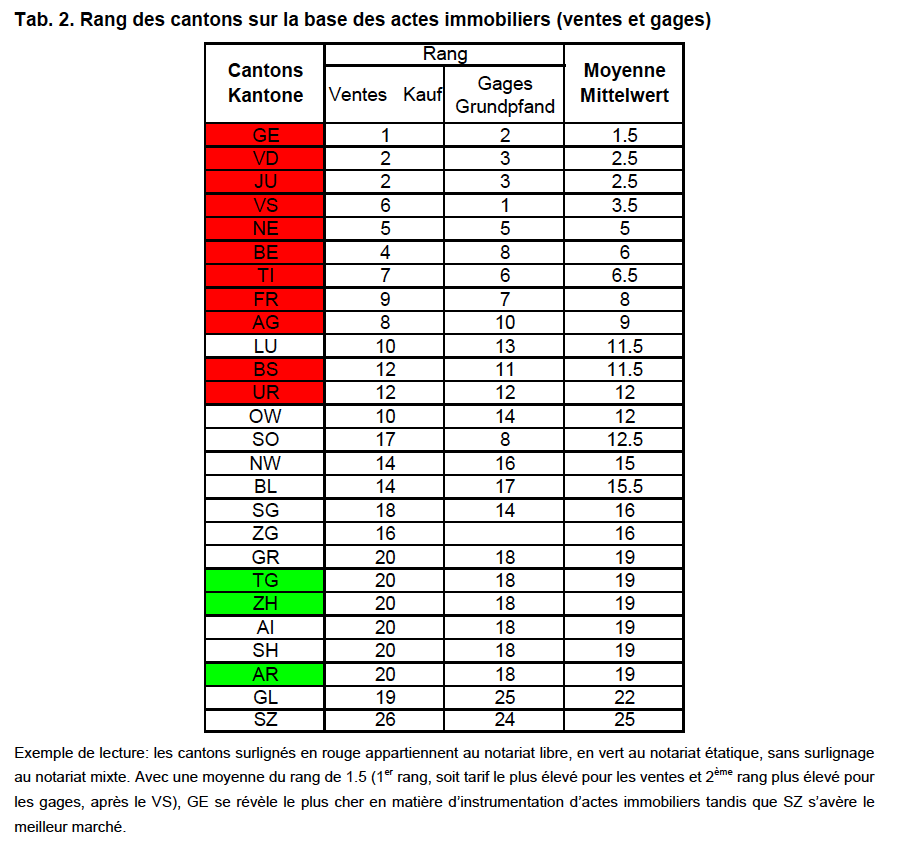 Tab. 2. Rang des cantons sur la base des actes immobiliers (ventes et gages)
Cantons Kantone Rang Moyenne Mittelwert
Ventes Kauf Gages Grundpfand
GE 1 2 1.5
VD 2 3 2.5
JU 2 3 2.5
VS 6 1 3.5
NE 5 5 5
BE 4 8 6
TI 7 6 6.5
FR 9 7 8
AG 8 10 9
LU 10 13 11.5
BS 12 11 11.5
UR 12 12 12
OW 10 14 12
SO 17 8 12.5
NW 14 16 15
BL 14 17 15.5
SG 18 14 16
ZG 16 16
GR 20 18 19
TG 20 18 19
ZH 20 18 19
AI 20 18 19
SH 20 18 19
AR 20 18 19
GL 19 25 22
SZ 26 24 25
Exemple de lecture: les cantons surlignés en rouge appartiennent au notariat libre, en vert au notariat étatique, sans surlignage
au notariat mixte. Avec une moyenne du rang de 1.5 (1er rang, soit tarif le plus élevé pour les ventes et 2ème rang plus élevé pour
les gages, après le VS), GE se révèle le plus cher en matière d'instrumentation d'actes immobiliers tandis que SZ s'avère le
meilleur marché.